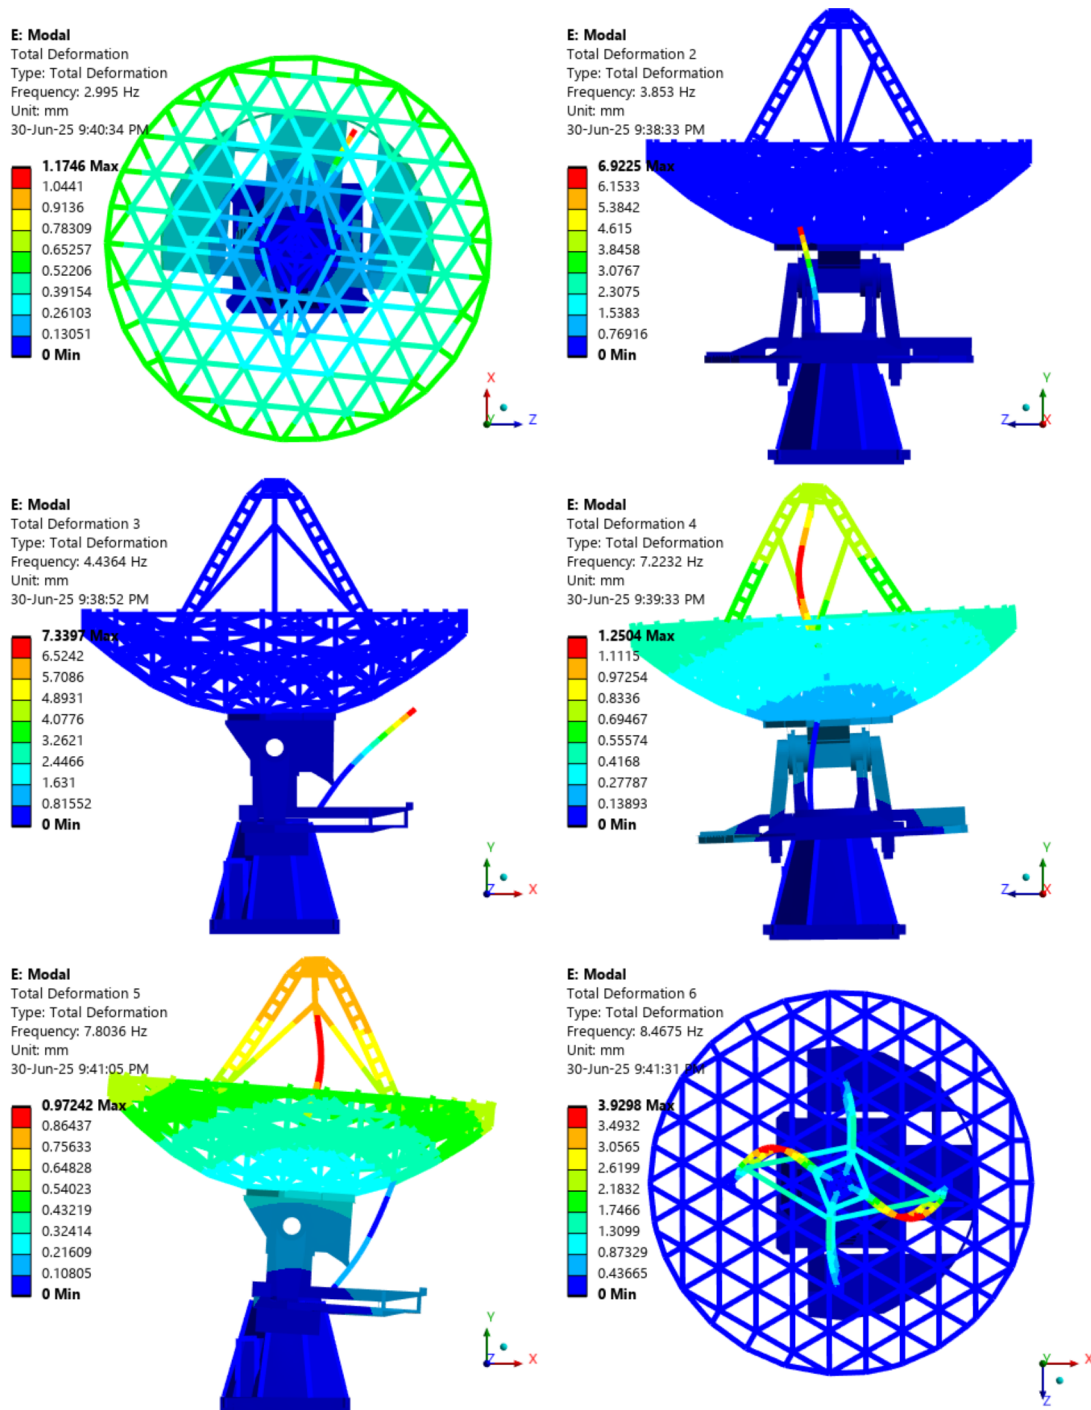 E: Modal
Total Deformation
Type: Total Deformation
Frequency: 2.995 Hz
Unit: mm
30-Jun-25 9:40:34 PM
1.1746 Max
1.0441
0.9136
0.78309
0.65257
0.52206
0.39154
0.26103
0.13051
0 Min
X
Y
Z
E: Modal
Total Deformation 2
Type: Total Deformation
Frequency: 3.853 Hz
Unit: mm
30-Jun-25 9:38:33 PM
6.9225 Max
6.1533
5.3842
4.615
3.8458
3.0767
2.3075
1.5383
0.76916
0 Min
Y
Z
X
E: Modal
Total Deformation 3
Type: Total Deformation
Frequency: 4.4364 Hz
Unit: mm
30-Jun-25 9:38:52 PM
7.3397 Max
6.5242
5.7086
4.8931
4.0776
3.2621
2.4466
1.631
0.81552
0 Min
Y
Z
X
E: Modal
Total Deformation 4
Type: Total Deformation
Frequency: 7.2232 Hz
Unit: mm
30-Jun-25 9:39:33 PM
1.2504 Max
1.1115
0.97254
0.8336
0.69467
0.55574
0.4168
0.27787
0.13893
0 Min
Y
Z
X
E: Modal
Total Deformation 5
Type: Total Deformation
Frequency: 7.8036 Hz
Unit: mm
30-Jun-25 9:41:05 PM
0.97242 Max
0.86437
0.75633
0.64828
0.54023
0.43219
0.32414
0.21609
0.10805
0 Min
Y
Z
X
E: Modal
Total Deformation 6
Type: Total Deformation
Frequency: 8.4675 Hz
Unit: mm
30-Jun-25 9:41:31 PM
3.9298 Max
3.4932
3.0565
2.6199
2.1832
1.7466
1.3099
0.87329
0.43665
0 Min
Y
X
Z